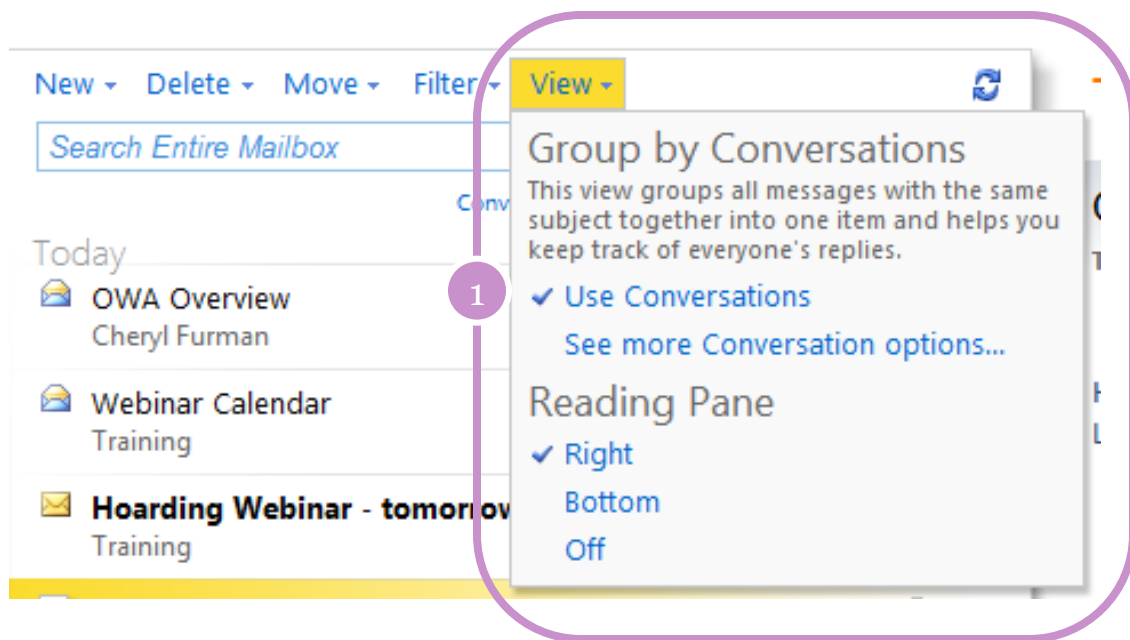 New Delete Move Filter View
Search Entire Mailbox
Group by Conversations
This view groups all messages with the same
subject together into one item and helps you
keep track of everyone's replies.
Conv
Today
1
OWA Overview
Cheryl Furman
Use Conversations
See more Conversation options...
Webinar Calendar
Training
Reading Pane
Right
Bottom
Off
Hoarding Webinar - tomorrow
Training